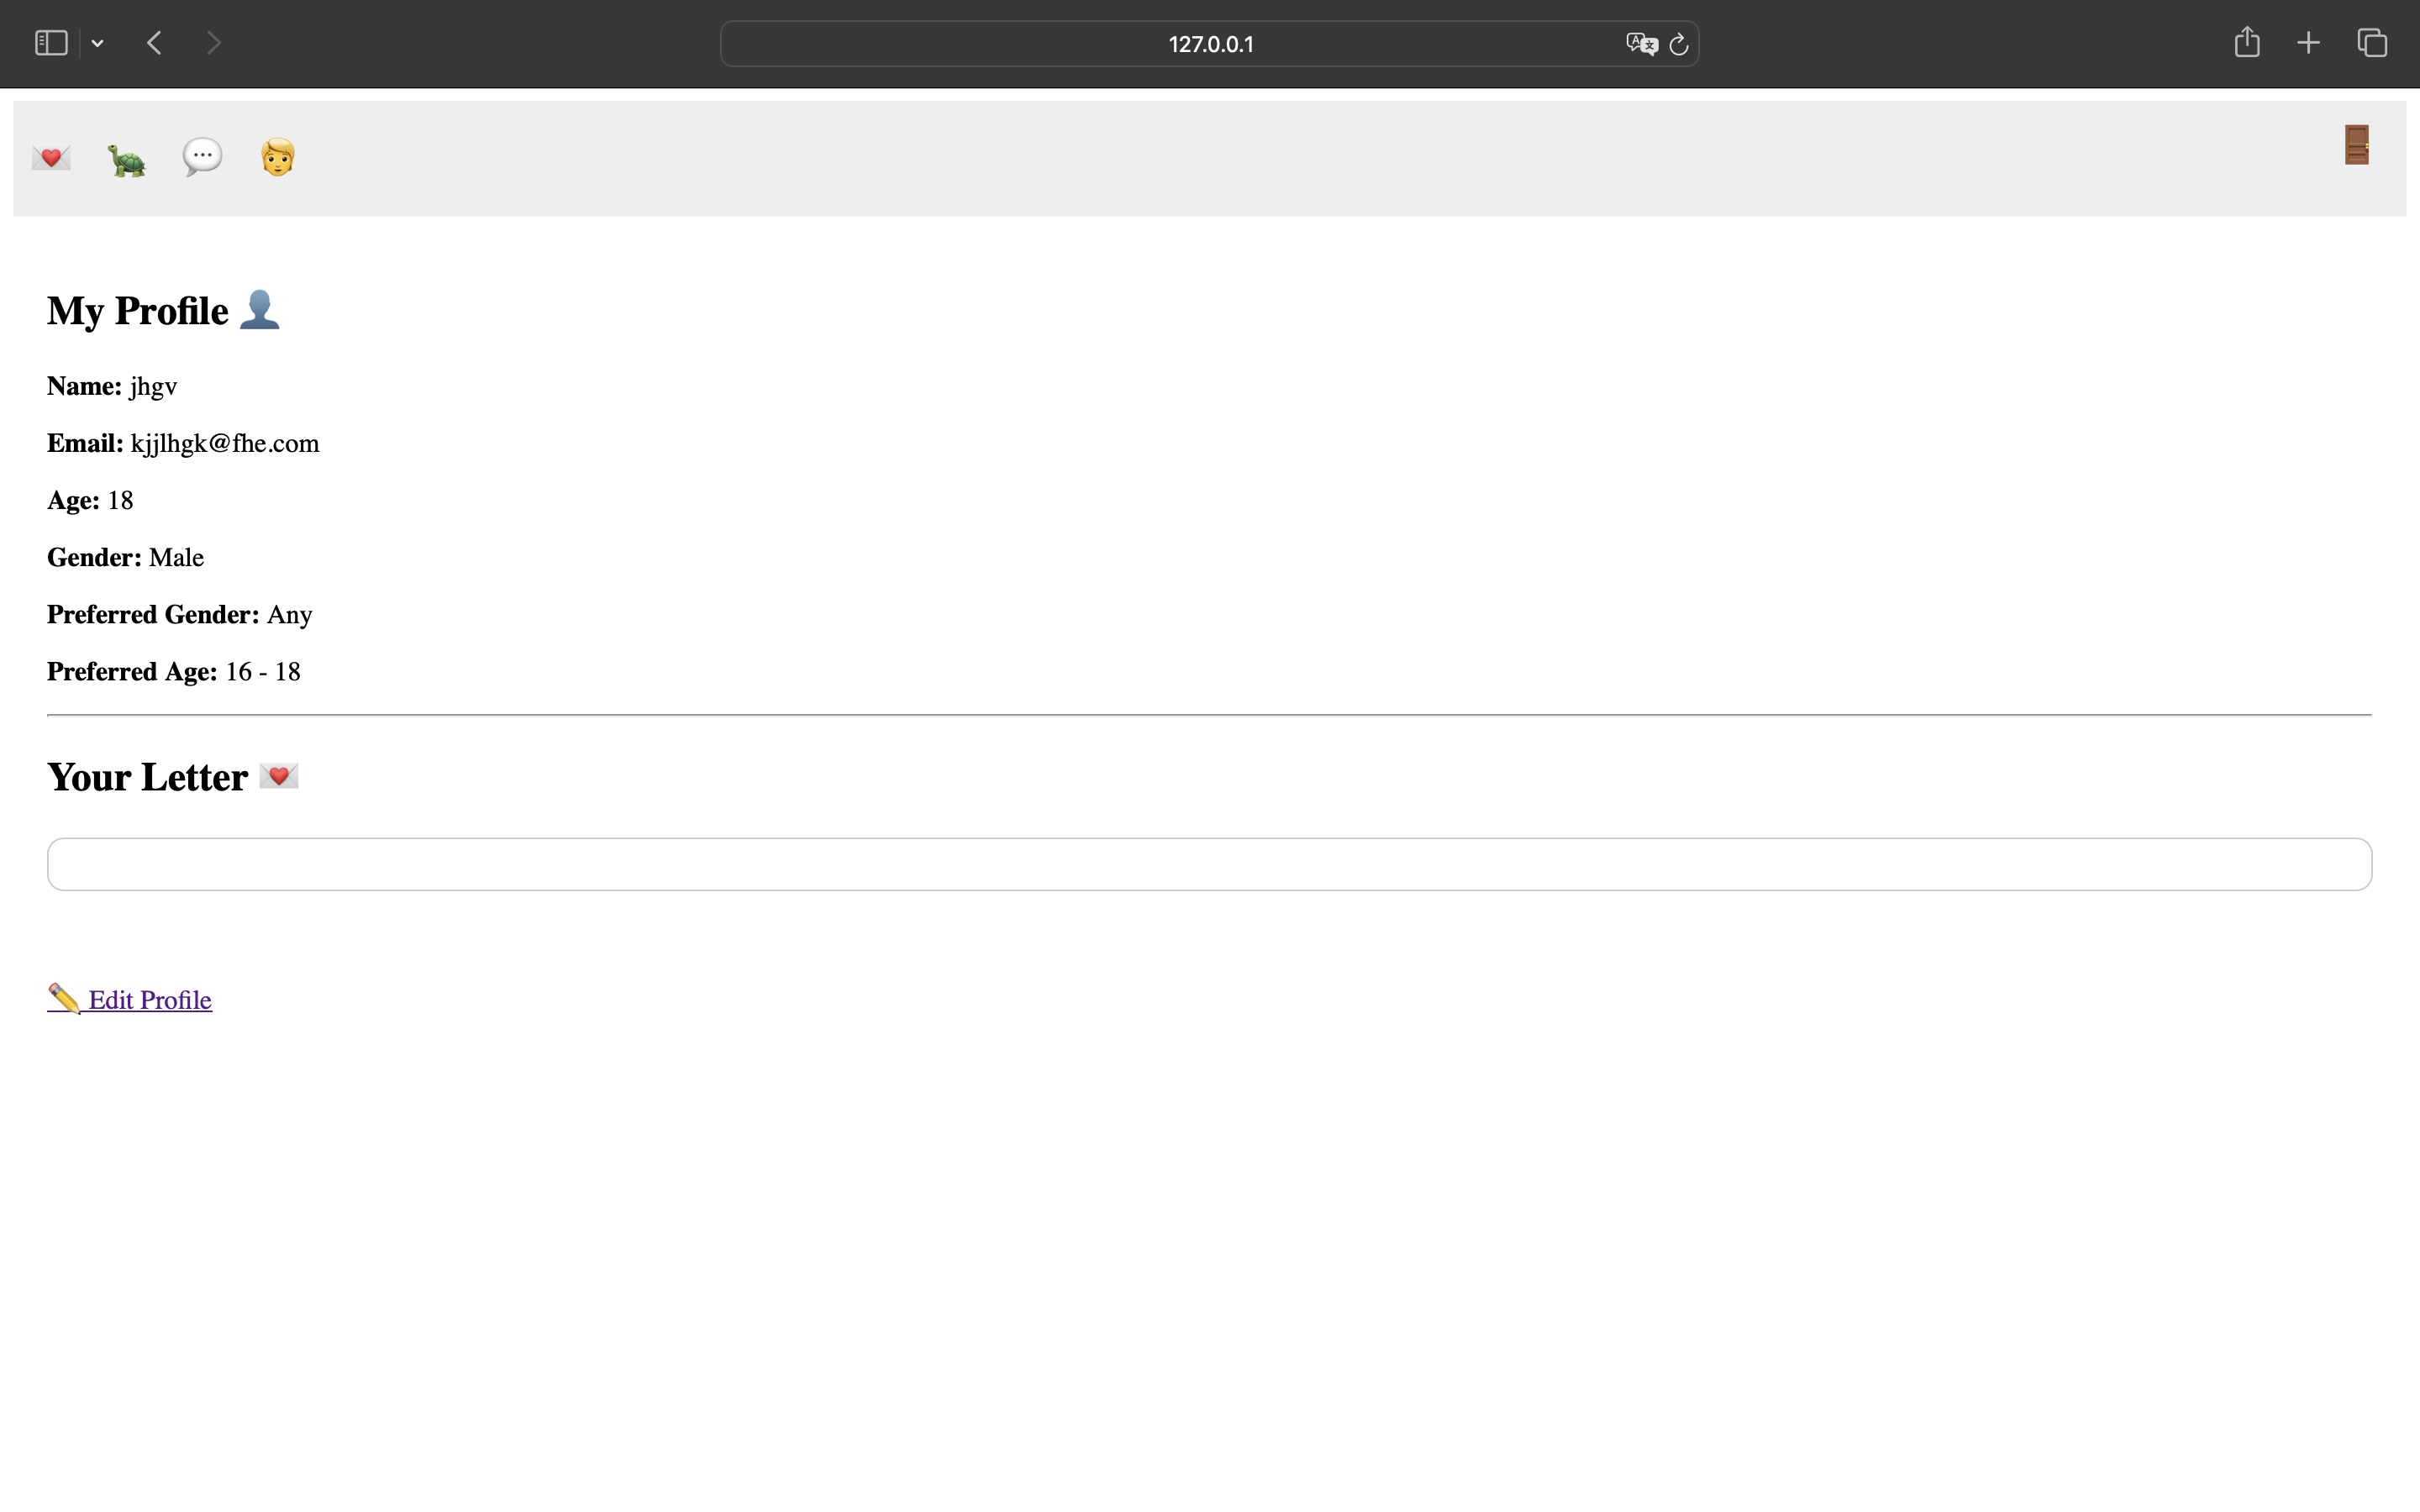 127.0.0.1
My Profile
Name: jhgv
Email: kjjlhgk@fhe.com
Age: 18
Gender: Male
Preferred Gender: Any
Preferred Age: 16 - 18
Your Letter
Edit Profile